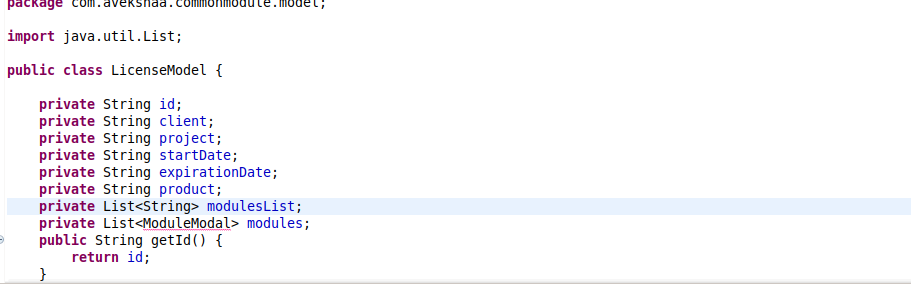 package com.avekshaa.commonmodule.model;
import java.util.List;
public class LicenseModel {
private String id;
private String client;
private String project;
private String startDate;
private String expirationDate;
private String product;
private List<String> modulesList;
private List<ModuleModal> modules;
public String getId() {
return id;
}